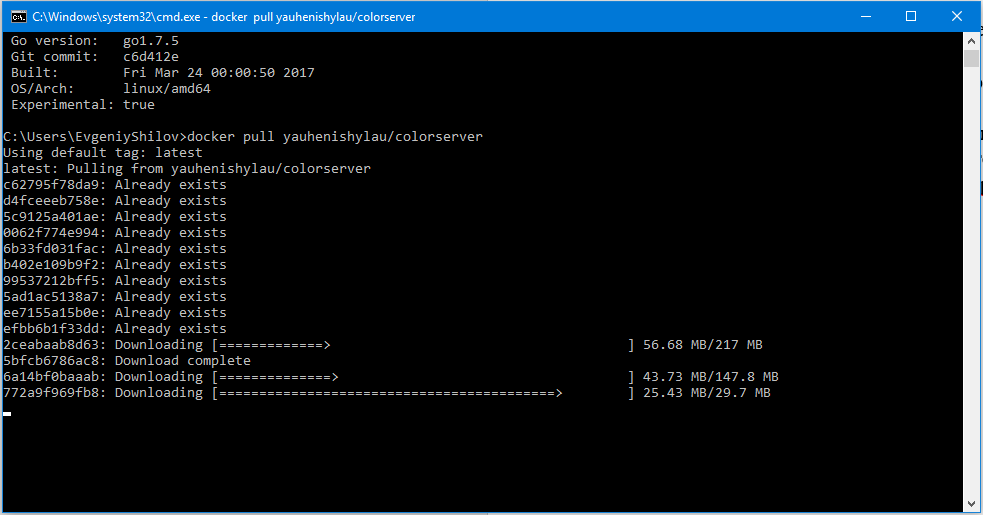 C:\Windows\system32\cmd.exe - docker pull yauhenishylau/colorserver
Go version: go1.7.5
Git commit: c6d412e
Built: Fri Mar 24 00:00:50 2017
OS/Arch: linux/amd64
Experimental: true
C:\Users\EvgeniyShilov>docker pull yauhenishylau/colorserver
Using default tag: latest
latest: Pulling from yauhenishylau/colorserver
c62795f78da9: Already exists
d4fceeeb758e: Already exists
5c9125a401ae: Already exists
0062f774e994: Already exists
6b33fd031fac: Already exists
b402e109b9f2: Already exists
99537212bff5: Already exists
5ad1ac5138a7: Already exists
ee7155a15b0e: Already exists
efbb6b1f33dd: Already exists
2ceabaab8d63: Downloading [=============> ] 56.68 MB/217 MB
5bfcb6786ac8: Download complete
6a14bf0baaab: Downloading [==============> ] 43.73 MB/147.8 MB
772a9f969fb8: Downloading [==========================================> ] 25.43 MB/29.7 MB